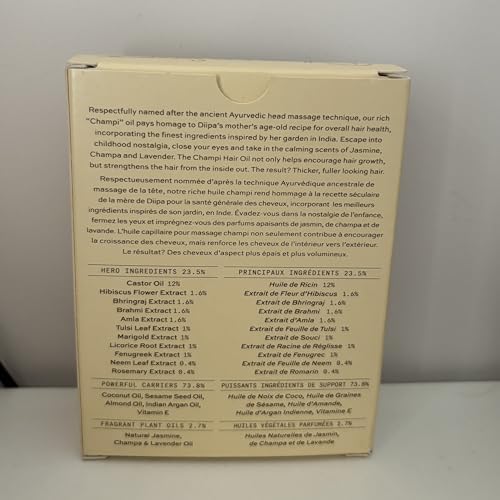 Respectfully named after the ancient Ayurvedic head massage technique, our rich
"Champi" oil pays homage to Diipa's mother's age-old recipe for overall hair health,
incorporating the finest ingredients inspired by her garden in India. Escape into
childhood nostalgia, close your eyes and take in the calming scents of Jasmine,
Champa and Lavender. The Champi Hair Oil not only helps encourage hair growth,
but strengthens hair from the inside out. The result? Thicker, fuller looking hair.
Respectueusement nommée d'après la technique Ayurvédique ancestrale de
massage de la tête, notre riche huile champi rend hommage à la recette séculaire
de la mère de Diipa pour la santé générale des cheveux, incorporant les meilleurs
ingrédients inspirés de son jardin, en Inde. Évadez-vous dans la nostalgie de l'enfance,
fermez les yeux et imprégnez-vous des parfums apaisants de jasmin, de champa et de
lavande. L'huile capillaire pour massage champi non seulement contribue à encourager
la croissance des cheveux, mais renforce les cheveux de l'intérieur vers l'extérieur.
Le résultat? Des cheveux d'aspect plus épais et plus volumineux.
HERO INGREDIENTS 23.5%
Castor Oil 12%
Hibiscus Flower Extract 1.6%
Bhringraj Extract 1.6%
Brahmi Extract 1.6%
Amla Extract 1.6%
Tulsi Leaf Extract 1%
Marigold Extract 1%
Licorice Root Extract 1%
Fenugreek Extract 1%
Neem Leaf Extract 0.4%
Rosemary Extract 0.4%
POWERFUL CARRIERS 73.8%
Coconut Oil, Sesame Seed Oil,
Almond Oil, Indian Argan Oil,
Vitamin E
FRAGRANT PLANT OILS 2.7%
Natural Jasmine,
Champa & Lavender Oil
PRINCIPAUX INGRÉDIENTS 23.5%
Huile de Ricin 12%
Extrait de Fleur d'Hibiscus 1.6%
Extrait de Bhringraj 1.6%
Extrait de Brahmi 1.6%
Extrait d'Amla 1.6%
Extrait de Feuille de Tulsi 1%
Extrait de Souci 1%
Extrait de Racine de Réglisse 1%
Extrait de Fenugrec 1%
Extrait de Feuille de Neem 0.4%
Extrait de Romarin 0.4%
PUISSANTS INGRÉDIENTS DE SUPPORT 73.8%
Huile de Noix de Coco, Huile de Graines
de Sésame, Huile d'Amande,
Huile d'Argan Indienne, Vitamine E
HUILES VÉGÉTALES PARFUMÉES 2.7%
Huiles Naturelles de Jasmin,
de Champa et de Lavande